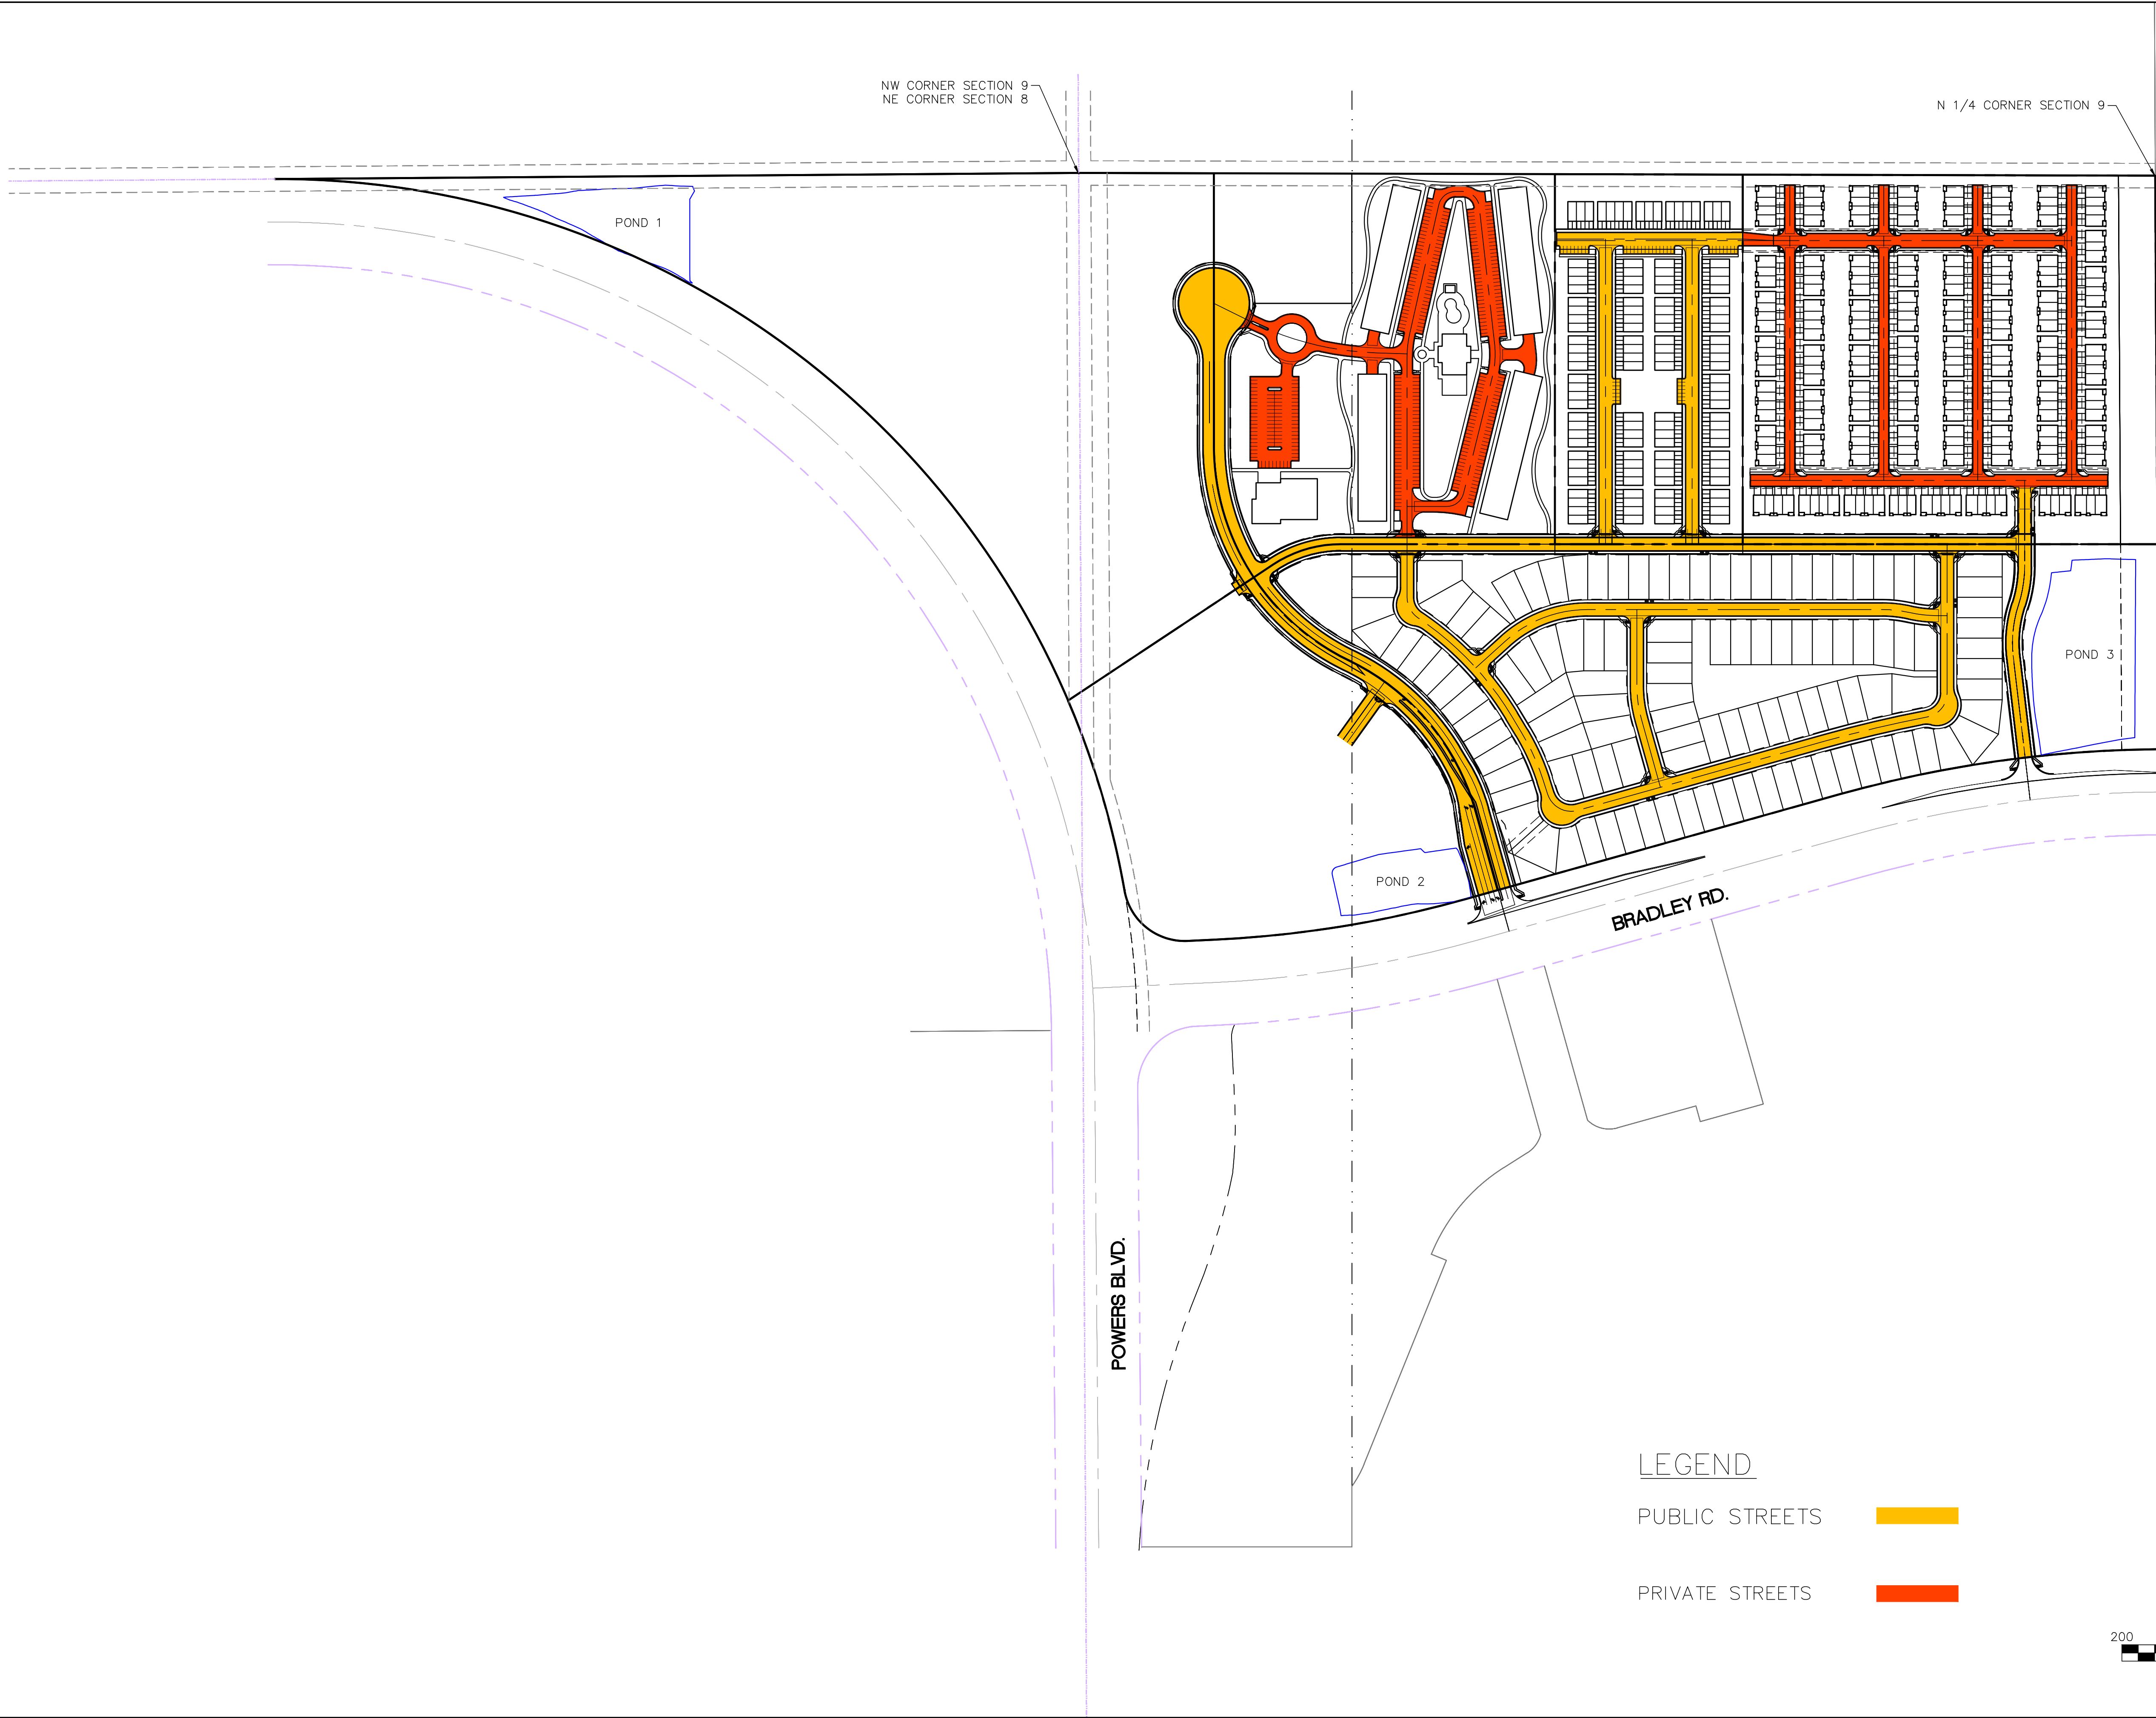 NW CORNER SECTION 9
NE CORNER SECTION 8
N 1/4 CORNER SECTION 9
POND 1
POND 3
POND 2
BRADLEY RD.
POWERS BLVD.
LEGEND
PUBLIC STREETS
PRIVATE STREETS
200